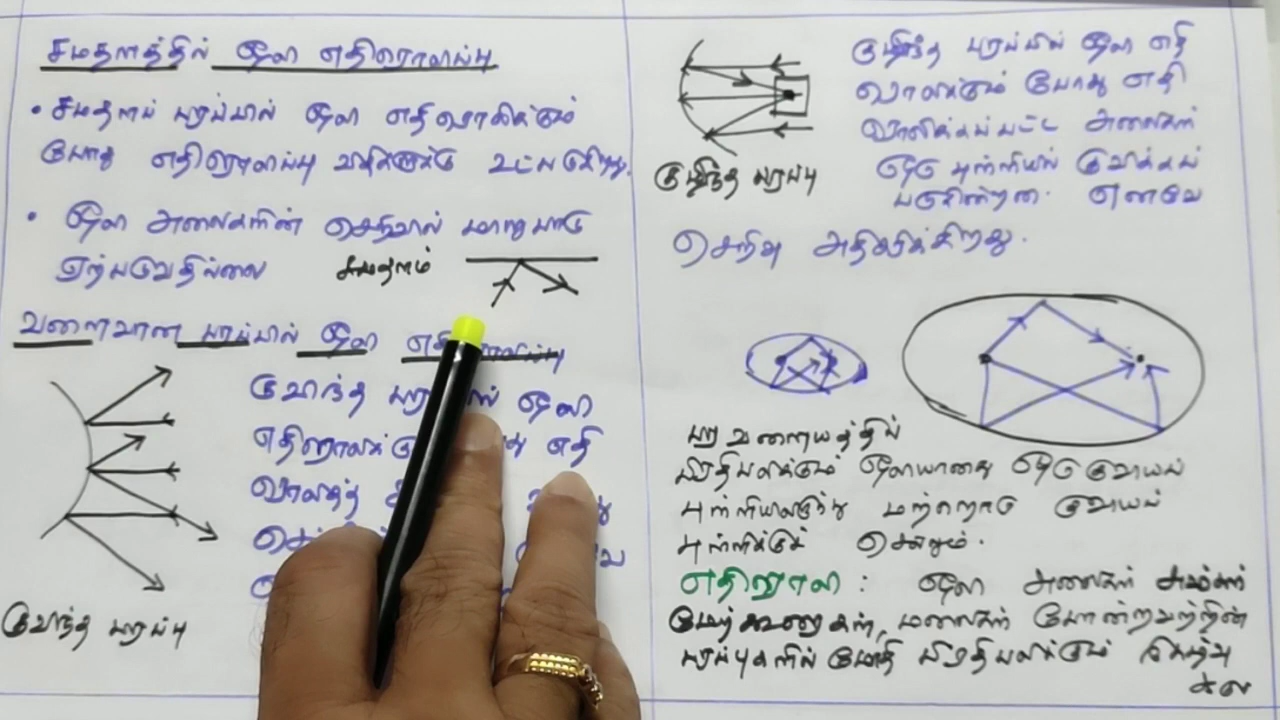 சமதளத்தில் ஒலி எதிரொலிப்பு
• சமதளப் பரப்பில் ஒலி எதிரொலிக்கும்
போது எதிரொலிப்பு விதிகளுக்கு உட்படுகிறது.
• ஒலி அலைகளின் செறிவில் மாறுபாடு
ஏற்படுவதில்லை சமதளம்
வளைவான பரப்பில் ஒலி
குவிந்த ஒலி
எதிரொலிக்கு எதி
குவிந்த பரப்பு
குழிந்த பரப்பில் ஒலி எதி
ரொலிக்கும் போது எதி
ரொலிக்கப்பட்ட அலைகள்
ஒரு புள்ளியில் குவிக்கப்
படுகின்றன. எனவே
குழிந்த பரப்பு
செறிவு அதிகரிக்கிறது.
பர வளையத்தில்
பிரதிபலிக்கும் ஒலியானது ஒரு குவியப்
புள்ளியிலிருந்து மற்றொரு குவியப்
புள்ளிக்குச் செல்லும்.
எதிரொலி : ஒலி அலைகள் சுவர்கள்
மேற்கூரைகள், மலைகள் போன்றவற்றின்
பரப்புகளில் மோதி பிரதிபலிக்கும் நிகழ்வு